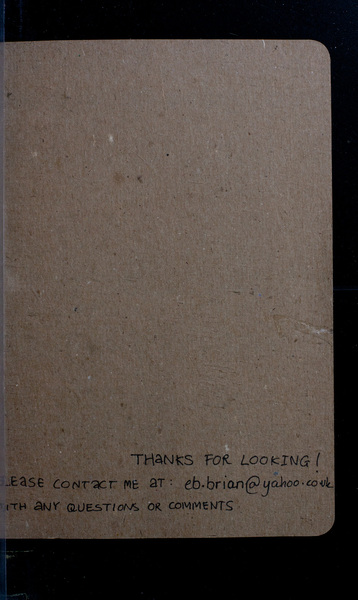 THANKS FOR LOOKING!
LEASE CONTACT ME AT: eb.brian@yahoo.co.uk
ITH ANY QUESTIONS OR COMMENTS.